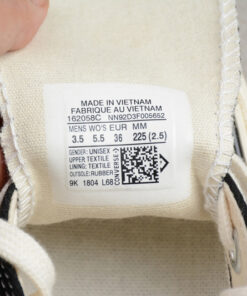 MADE IN VIETNAM
FABRIQUE AU VIETNAM
162058C NN92D3F005652
MENS WO'S EUR MM
3.5 5.5 36 225 (2.5)
GENDER: UNISEX
UPPER: TEXTILE
LINING: TEXTILE
OUTSOLE: RUBBER
9K 1804 L68
CONVERSE